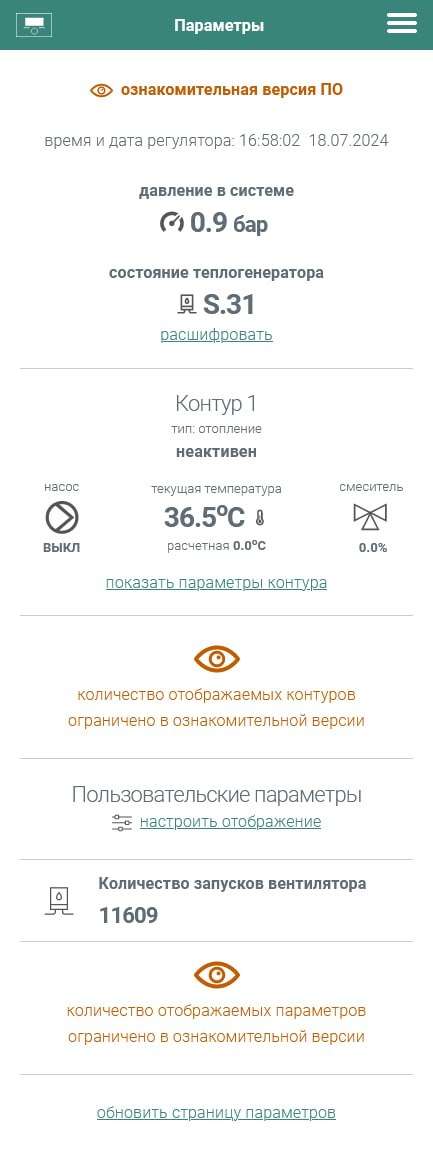 Параметры
ознакомительная версия ПО
время и дата регулятора: 16:58:02 18.07.2024
давление в системе
0.9 бар
состояние теплогенератора
S.31
расшифровать
Контур 1
тип: отопление
неактивен
насос
ВЫКЛ
текущая температура
36.5ºC
расчетная 0.0ºC
смеситель
0.0%
показать параметры контура
количество отображаемых контуров
ограничено в ознакомительной версии
Пользовательские параметры
настроить отображение
Количество запусков вентилятора
11609
количество отображаемых параметров
ограничено в ознакомительной версии
обновить страницу параметров